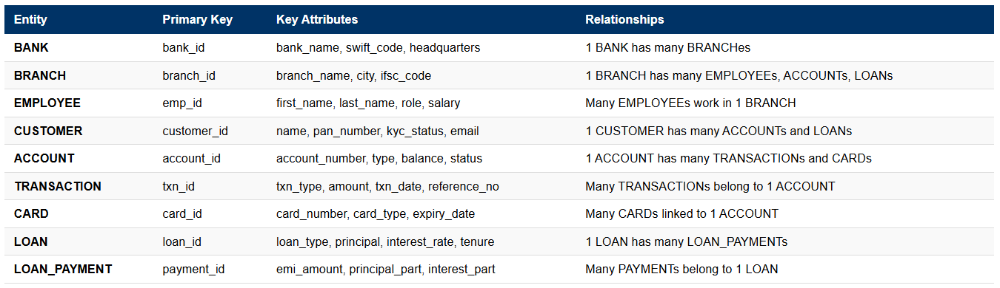 Entity Primary Key Key Attributes Relationships
BANK bank_id bank_name, swift_code, headquarters 1 BANK has many BRANCHes
BRANCH branch_id branch_name, city, ifsc_code 1 BRANCH has many EMPLOYEEs, ACCOUNTs, LOANs
EMPLOYEE emp_id first_name, last_name, role, salary Many EMPLOYEEs work in 1 BRANCH
CUSTOMER customer_id name, pan_number, kyc_status, email 1 CUSTOMER has many ACCOUNTs and LOANs
ACCOUNT account_id account_number, type, balance, status 1 ACCOUNT has many TRANSACTIONs and CARDs
TRANSACTION txn_id txn_type, amount, txn_date, reference_no Many TRANSACTIONs belong to 1 ACCOUNT
CARD card_id card_number, card_type, expiry_date Many CARDs linked to 1 ACCOUNT
LOAN loan_id loan_type, principal, interest_rate, tenure 1 LOAN has many LOAN_PAYMENTs
LOAN_PAYMENT payment_id emi_amount, principal_part, interest_part Many PAYMENTs belong to 1 LOAN